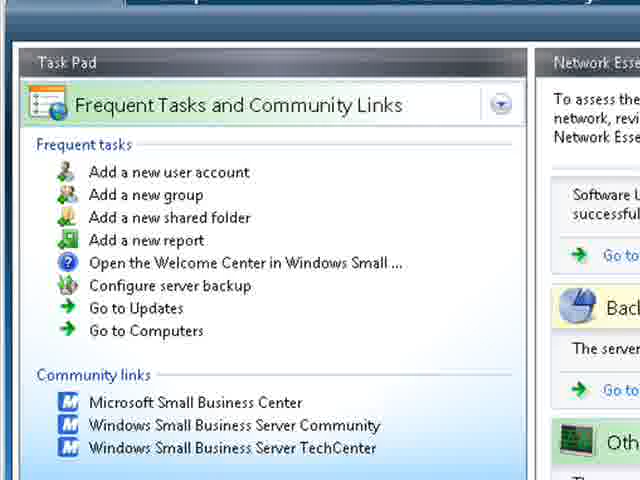 Task Pad
Frequent Tasks and Community Links
Frequent tasks
Add a new user account
Add a new group
Add a new shared folder
Add a new report
Open the Welcome Center in Windows Small ...
Configure server backup
Go to Updates
Go to Computers
Community links
Microsoft Small Business Center
Windows Small Business Server Community
Windows Small Business Server TechCenter
Network Esse
To assess the
network, revi
Network Esse
Software U
successful
Go to
Back
The server
Go to
Oth